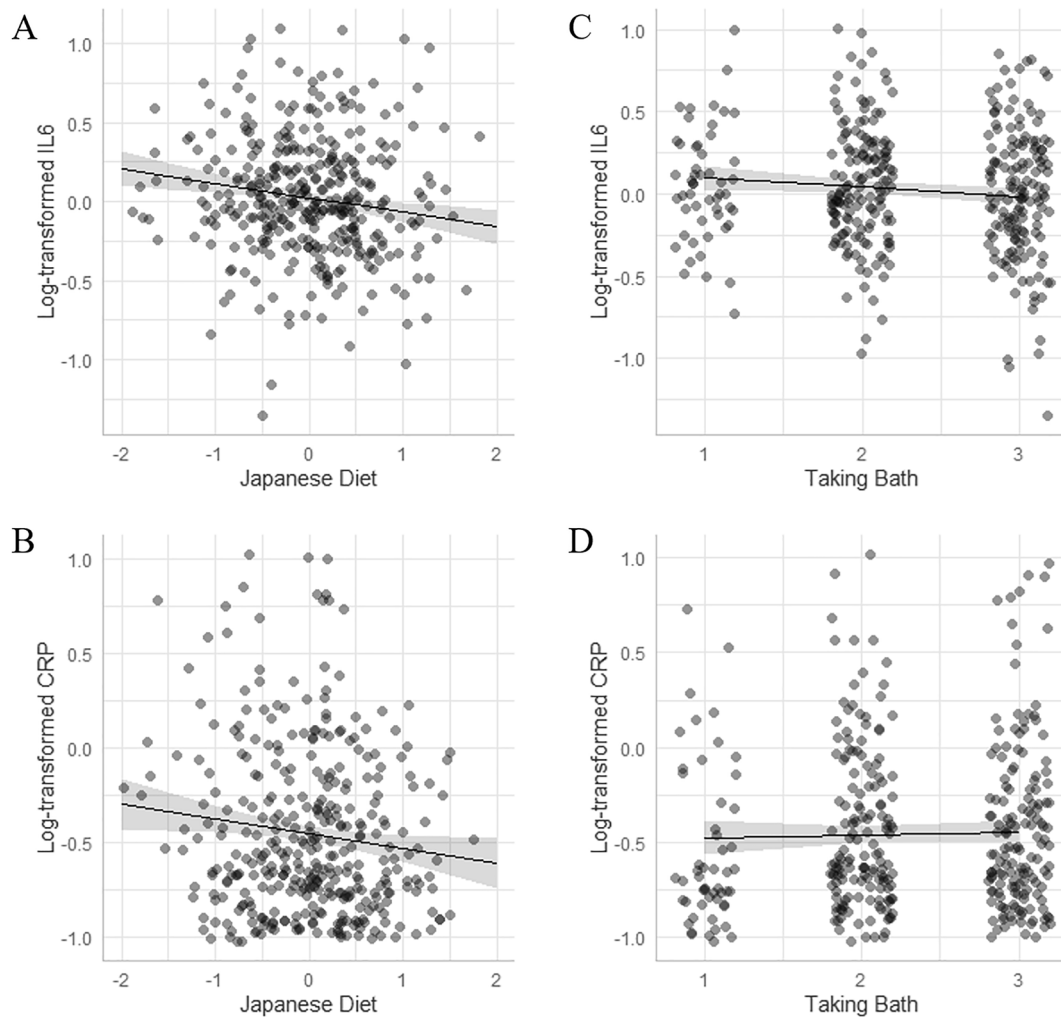 A
Log-transformed IL6
1.0
0.5
0.0
-0.5
-1.0
-2 -1 0 1 2
Japanese Diet
C
Log-transformed IL6
1.0
0.5
0.0
-0.5
-1.0
1 2 3
Taking Bath
B
Log-transformed CRP
1.0
0.5
0.0
-0.5
-1.0
-2 -1 0 1 2
Japanese Diet
D
Log-transformed CRP
1.0
0.5
0.0
-0.5
-1.0
1 2 3
Taking Bath